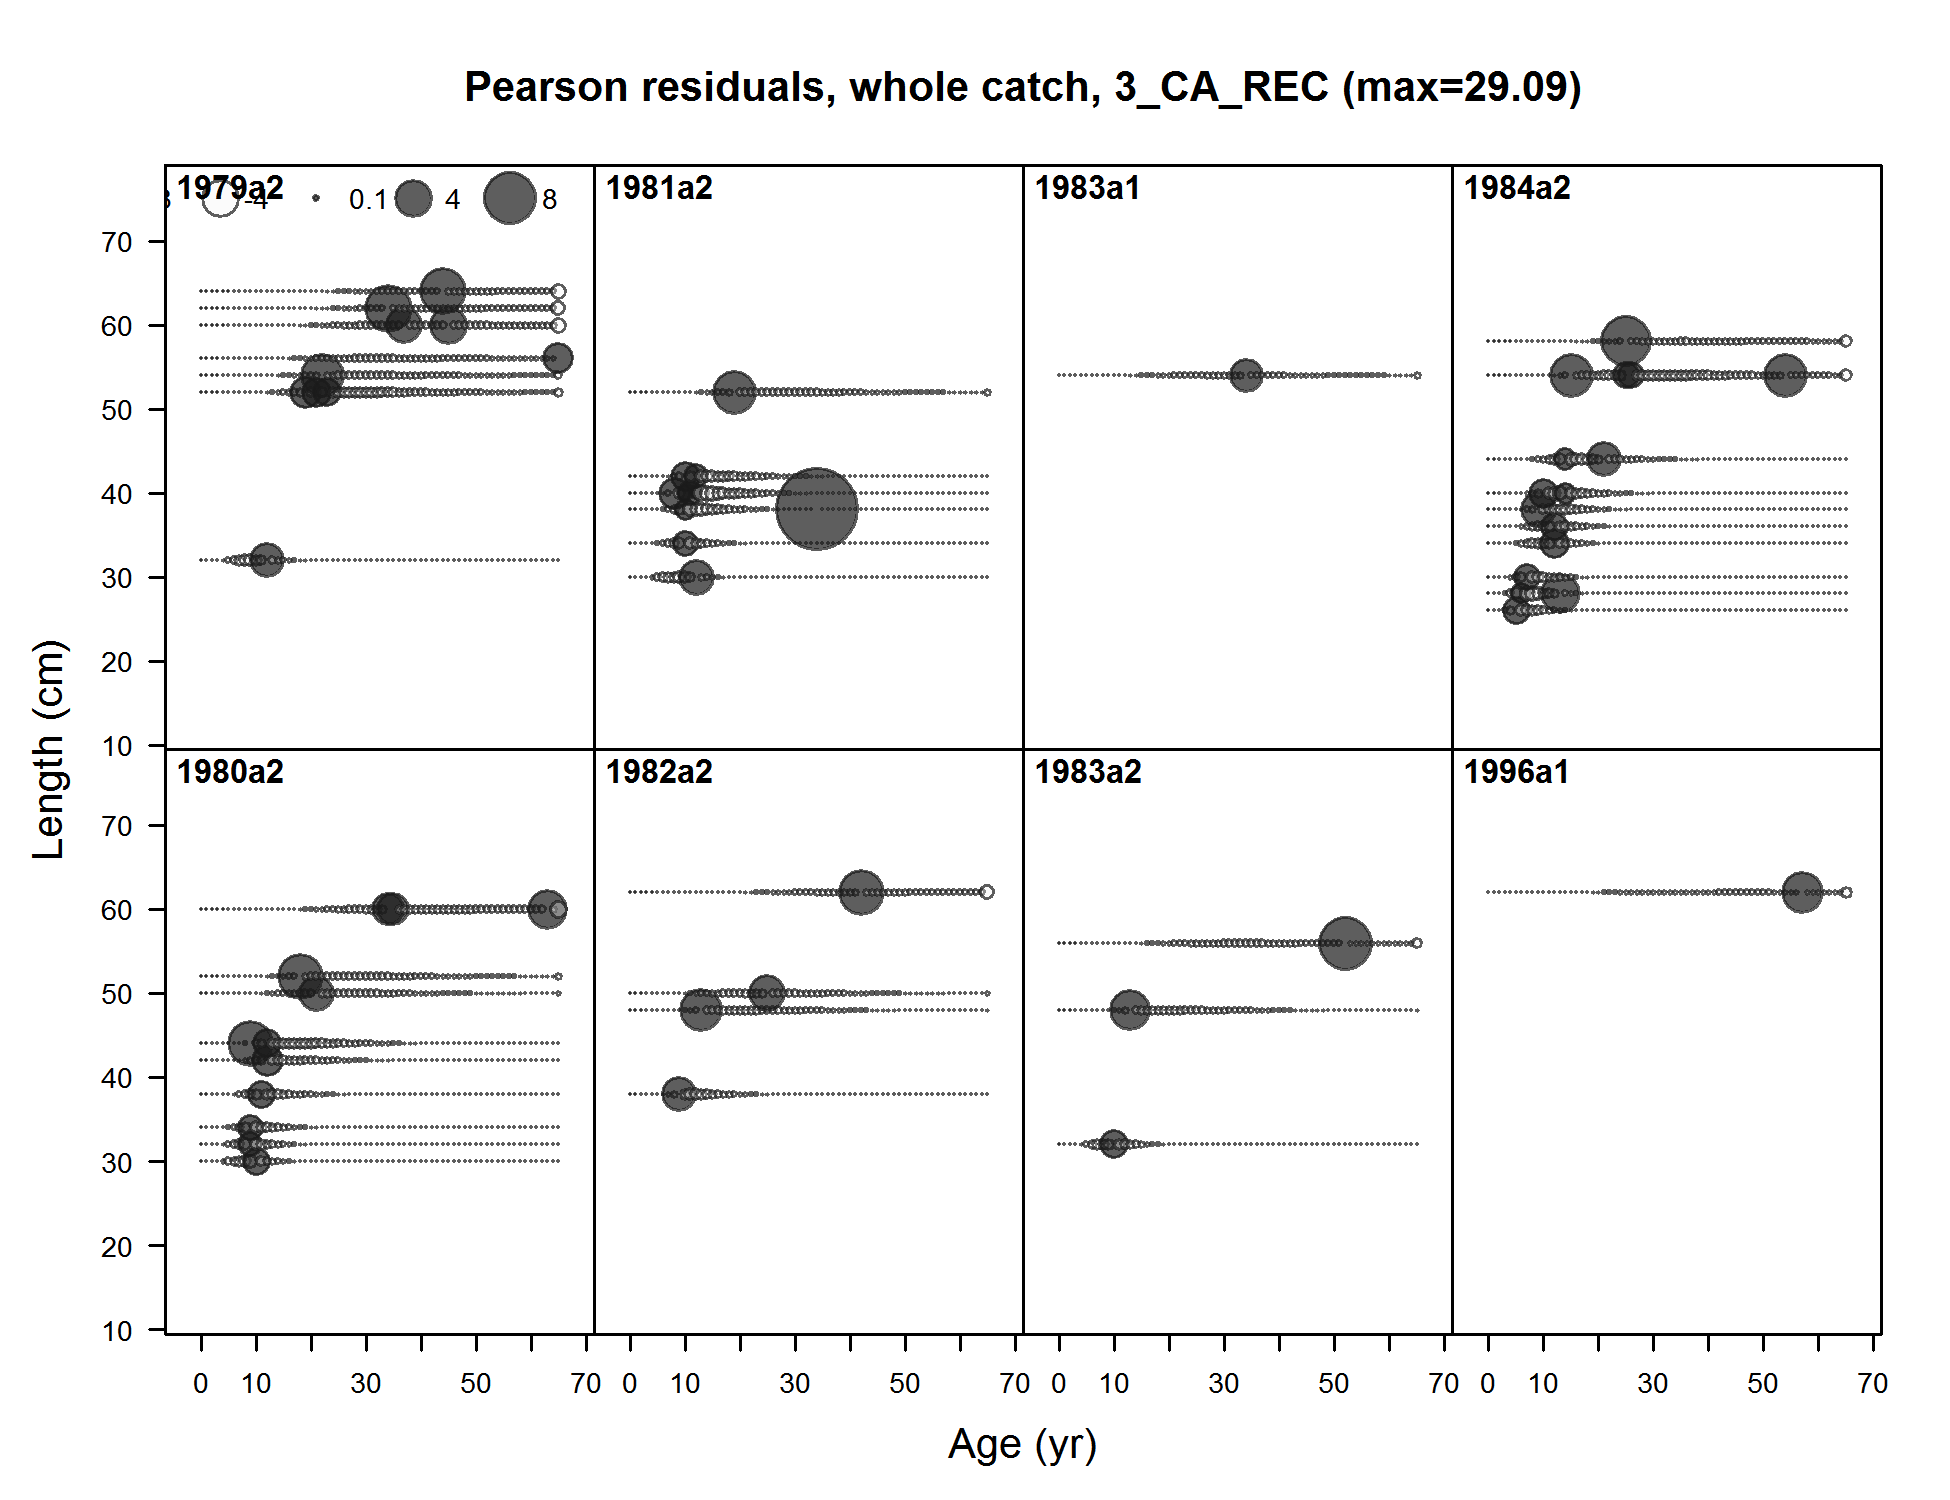 Pearson residuals, whole catch, 3_CA_REC (max=29.09)
1979a2
-4 0.1 4 8
1981a2
1983a1
1984a2
70
60
50
40
30
20
10
1980a2
1982a2
1983a2
1996a1
70
60
50
40
30
20
10
0 10 30 50 70 0 10 30 50 70 0 10 30 50 70 0 10 30 50 70
Length (cm)
Age (yr)